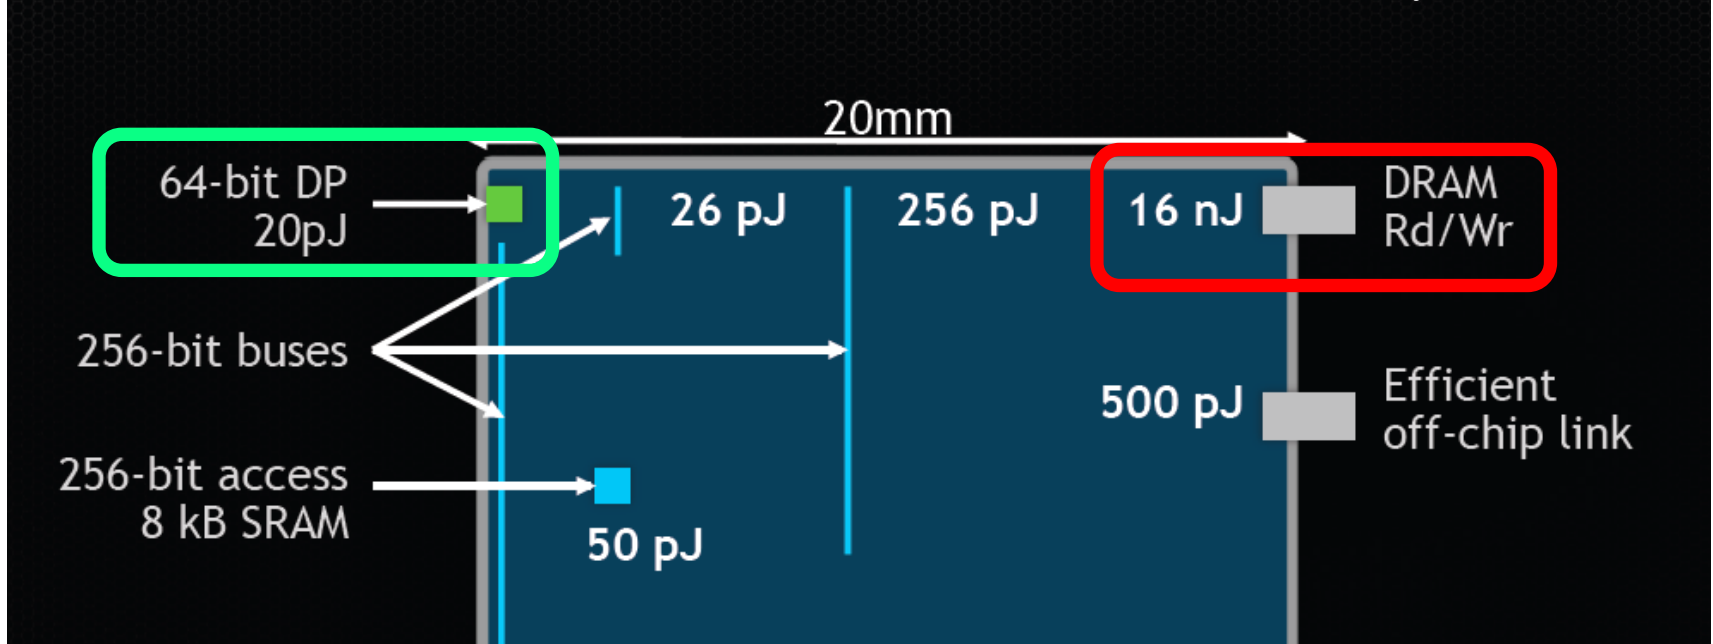 20mm
64-bit DP
20pJ
26 pJ
256 pJ
16 nJ
DRAM
Rd/Wr
256-bit buses
500 pJ
Efficient
off-chip link
256-bit access
8 kB SRAM
50 pJ